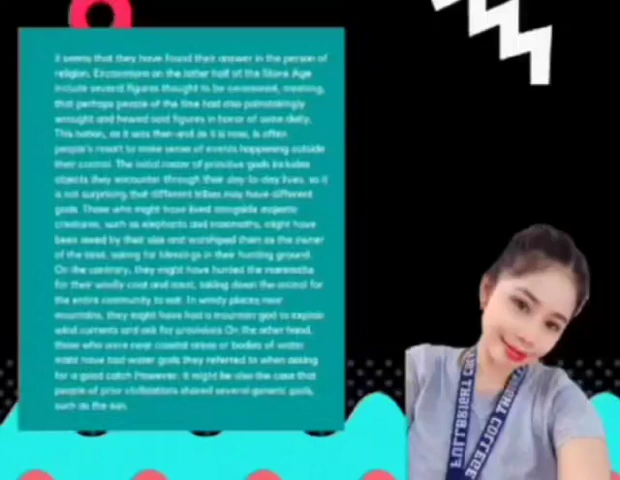 It seems that they have found their answer in the person of
religion. Excavations on the latter half of the Stone Age
include several figures thought to be ceremonial, meaning,
that perhaps people of the time had also painstakingly
wrought and hewed said figures in honor of some deity.
This notion, as it was then and as it is now, is often
people's resort to make sense of events happening outside
their control. The initial roster of primitive gods includes
objects they encounter through their day-to-day lives, so it
is not surprising that different tribes may have different
gods. Those who might have lived alongside majestic
creatures, such as elephants and mammoths, might have
been awed by their size and worshiped them as the owner
of the land, asking for blessings in their hunting ground.
On the contrary, they might have hunted the mammoths
for their woolly coat and meat, taking down the animal for
the entire community to eat. In windy places near
mountains, they might have had a mountain god to explain
wind currents and ask for provisions On the other hand,
those who were near coastal areas or bodies of water
might have had water gods they referred to when asking
for a good catch However. It might be also the case that
people of prior civilizations shared several generic gods,
such as the sun.
FULLBRIGHT COLLEGE